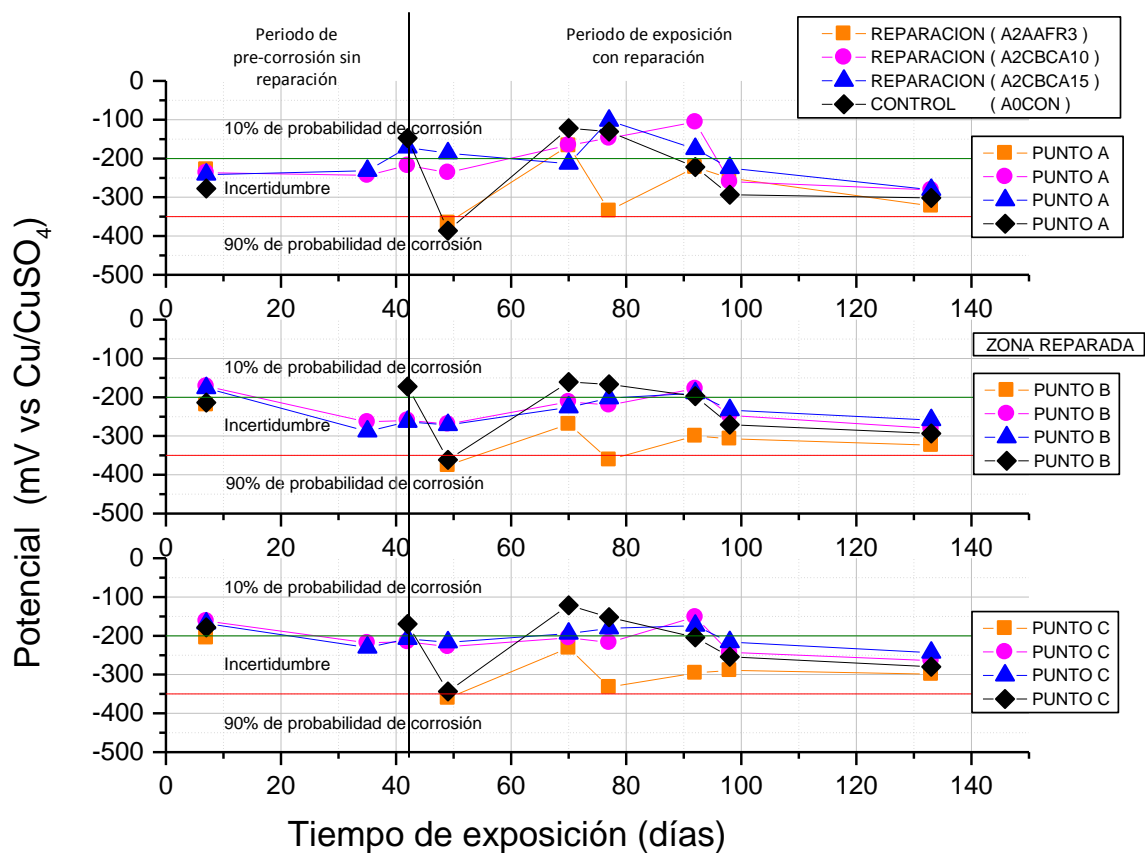 Periodo de
pre-corrosión sin
reparación
Periodo de exposición
con reparación
REPARACION ( A2AAFR3 )
REPARACION ( A2CBCA10 )
REPARACION ( A2CBCA15 )
CONTROL ( A0CON )
0
-100
-200
-300
-400
-500
10% de probabilidad de corrosión
Incertidumbre
90% de probabilidad de corrosión
PUNTO A
PUNTO A
PUNTO A
PUNTO A
0 20 40 60 80 100 120 140
0
-100
-200
-300
-400
-500
10% de probabilidad de corrosión
Incertidumbre
90% de probabilidad de corrosión
ZONA REPARADA
PUNTO B
PUNTO B
PUNTO B
PUNTO B
0 20 40 60 80 100 120 140
0
-100
-200
-300
-400
-500
10% de probabilidad de corrosión
Incertidumbre
90% de probabilidad de corrosión
PUNTO C
PUNTO C
PUNTO C
PUNTO C
0 20 40 60 80 100 120 140
Potencial (mV vs Cu/CuSO₄)
Tiempo de exposición (días)